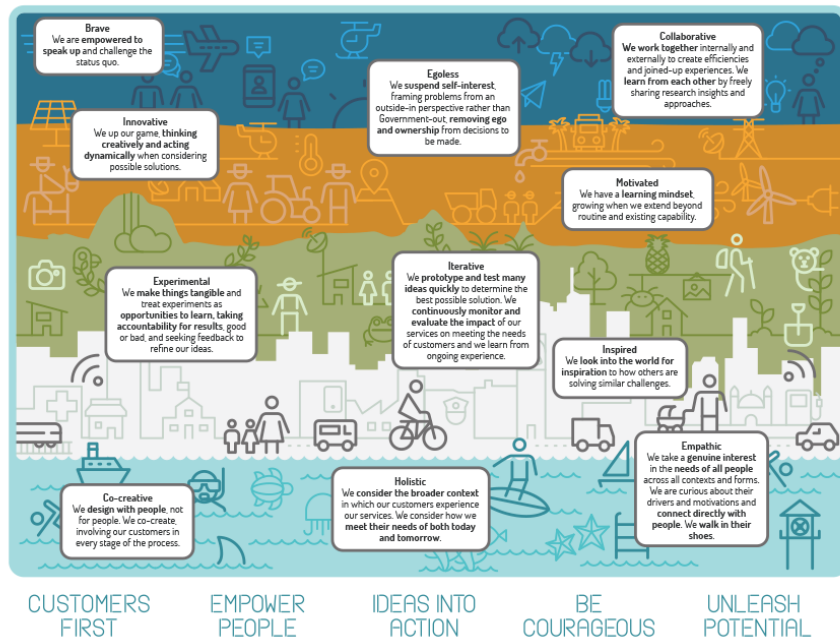 Brave
We are empowered to
speak up and challenge the
status quo.
Egoless
We suspend self-interest,
framing problems from an
outside-in perspective rather than
Government-out, removing ego
and ownership from decisions to
be made.
Collaborative
We work together internally and
externally to create efficiencies
and joined-up experiences. We
learn from each other by freely
sharing research insights and
approaches.
Innovative
We up our game, thinking
creatively and acting
dynamically when considering
possible solutions.
Motivated
We have a learning mindset,
growing when we extend beyond
routine and existing capability.
Experimental
We make things tangible and
treat experiments as
opportunities to learn, taking
accountability for results, good
or bad, and seeking feedback to
refine our ideas.
Iterative
We prototype and test many
ideas quickly to determine the
best possible solution. We
continuously monitor and
evaluate the impact of our
services on meeting the needs
of customers and we learn from
ongoing experience.
Inspired
We look into the world for
inspiration to how others are
solving similar challenges.
Co-creative
We design with people, not
for people. We co-create,
involving our customers in
every stage of the process.
Holistic
We consider the broader context
in which our customers experience
our services. We consider how we
meet their needs of both today
and tomorrow.
Empathic
We take a genuine interest
in the needs of all people
across all contexts and forms.
We are curious about their
drivers and motivations and
connect directly with
people. We walk in their
shoes.
CUSTOMERS
FIRST
EMPOWER
PEOPLE
IDEAS INTO
ACTION
BE
COURAGEOUS
UNLEASH
POTENTIAL